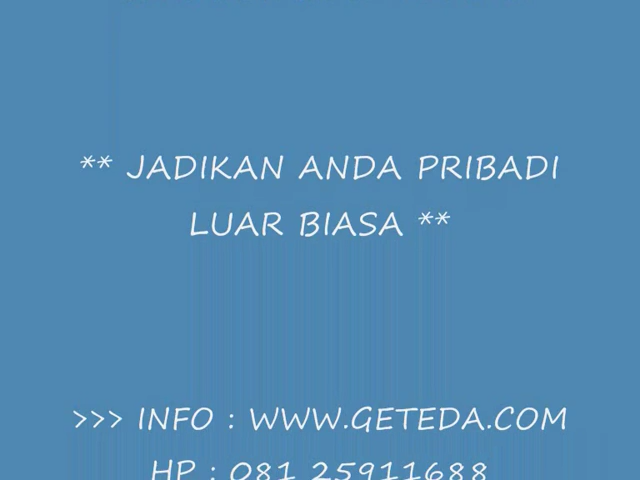 ** JADIKAN ANDA PRIBADI
LUAR BIASA **
>>> INFO : WWW.GETEDA.COM
HP : 081 25911688